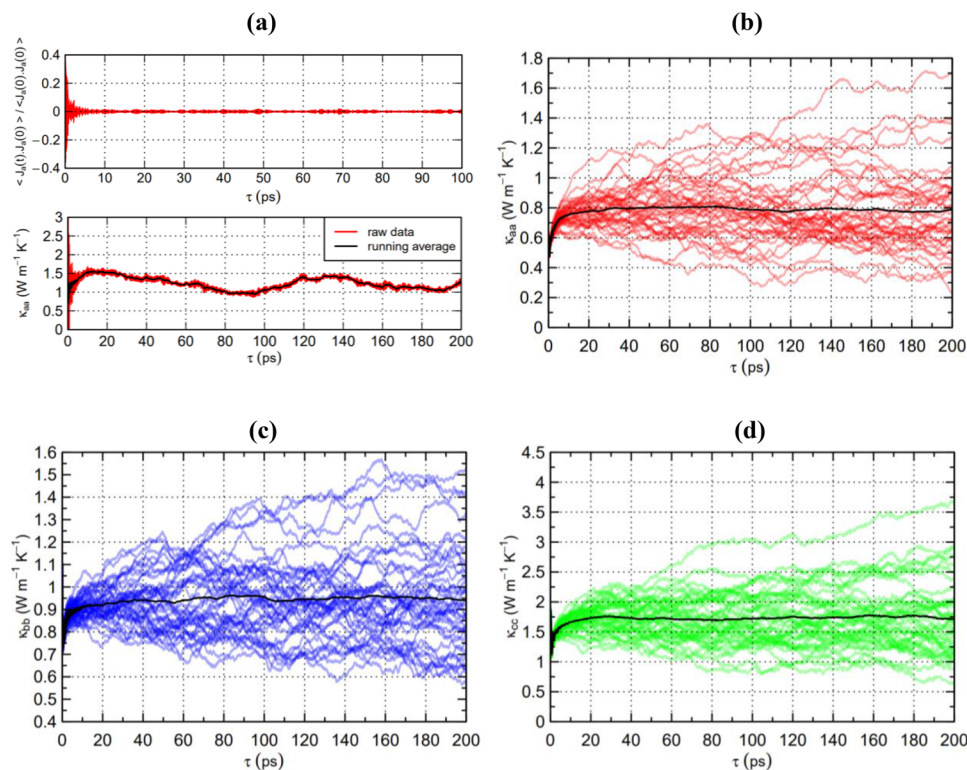 (a)
< Jₐ(t).Jₐ(0) > / <Jₐ(0).Jₐ(0) >
0.4
0.2
0
−0.2
−0.4
0 10 20 30 40 50 60 70 80 90 100
τ (ps)
κₐₐ (W m⁻¹ K⁻¹)
3
2.5
2
1.5
1
0.5
0
raw data
running average
0 20 40 60 80 100 120 140 160 180 200
τ (ps)
(b)
κₐₐ (W m⁻¹ K⁻¹)
1.8
1.6
1.4
1.2
1
0.8
0.6
0.4
0.2
0
0 20 40 60 80 100 120 140 160 180 200
τ (ps)
(c)
κbb (W m⁻¹ K⁻¹)
1.6
1.5
1.4
1.3
1.2
1.1
1
0.9
0.8
0.7
0.6
0.5
0.4
0 20 40 60 80 100 120 140 160 180 200
τ (ps)
(d)
κcc (W m⁻¹ K⁻¹)
4.5
4
3.5
3
2.5
2
1.5
1
0.5
0
0 20 40 60 80 100 120 140 160 180 200
τ (ps)